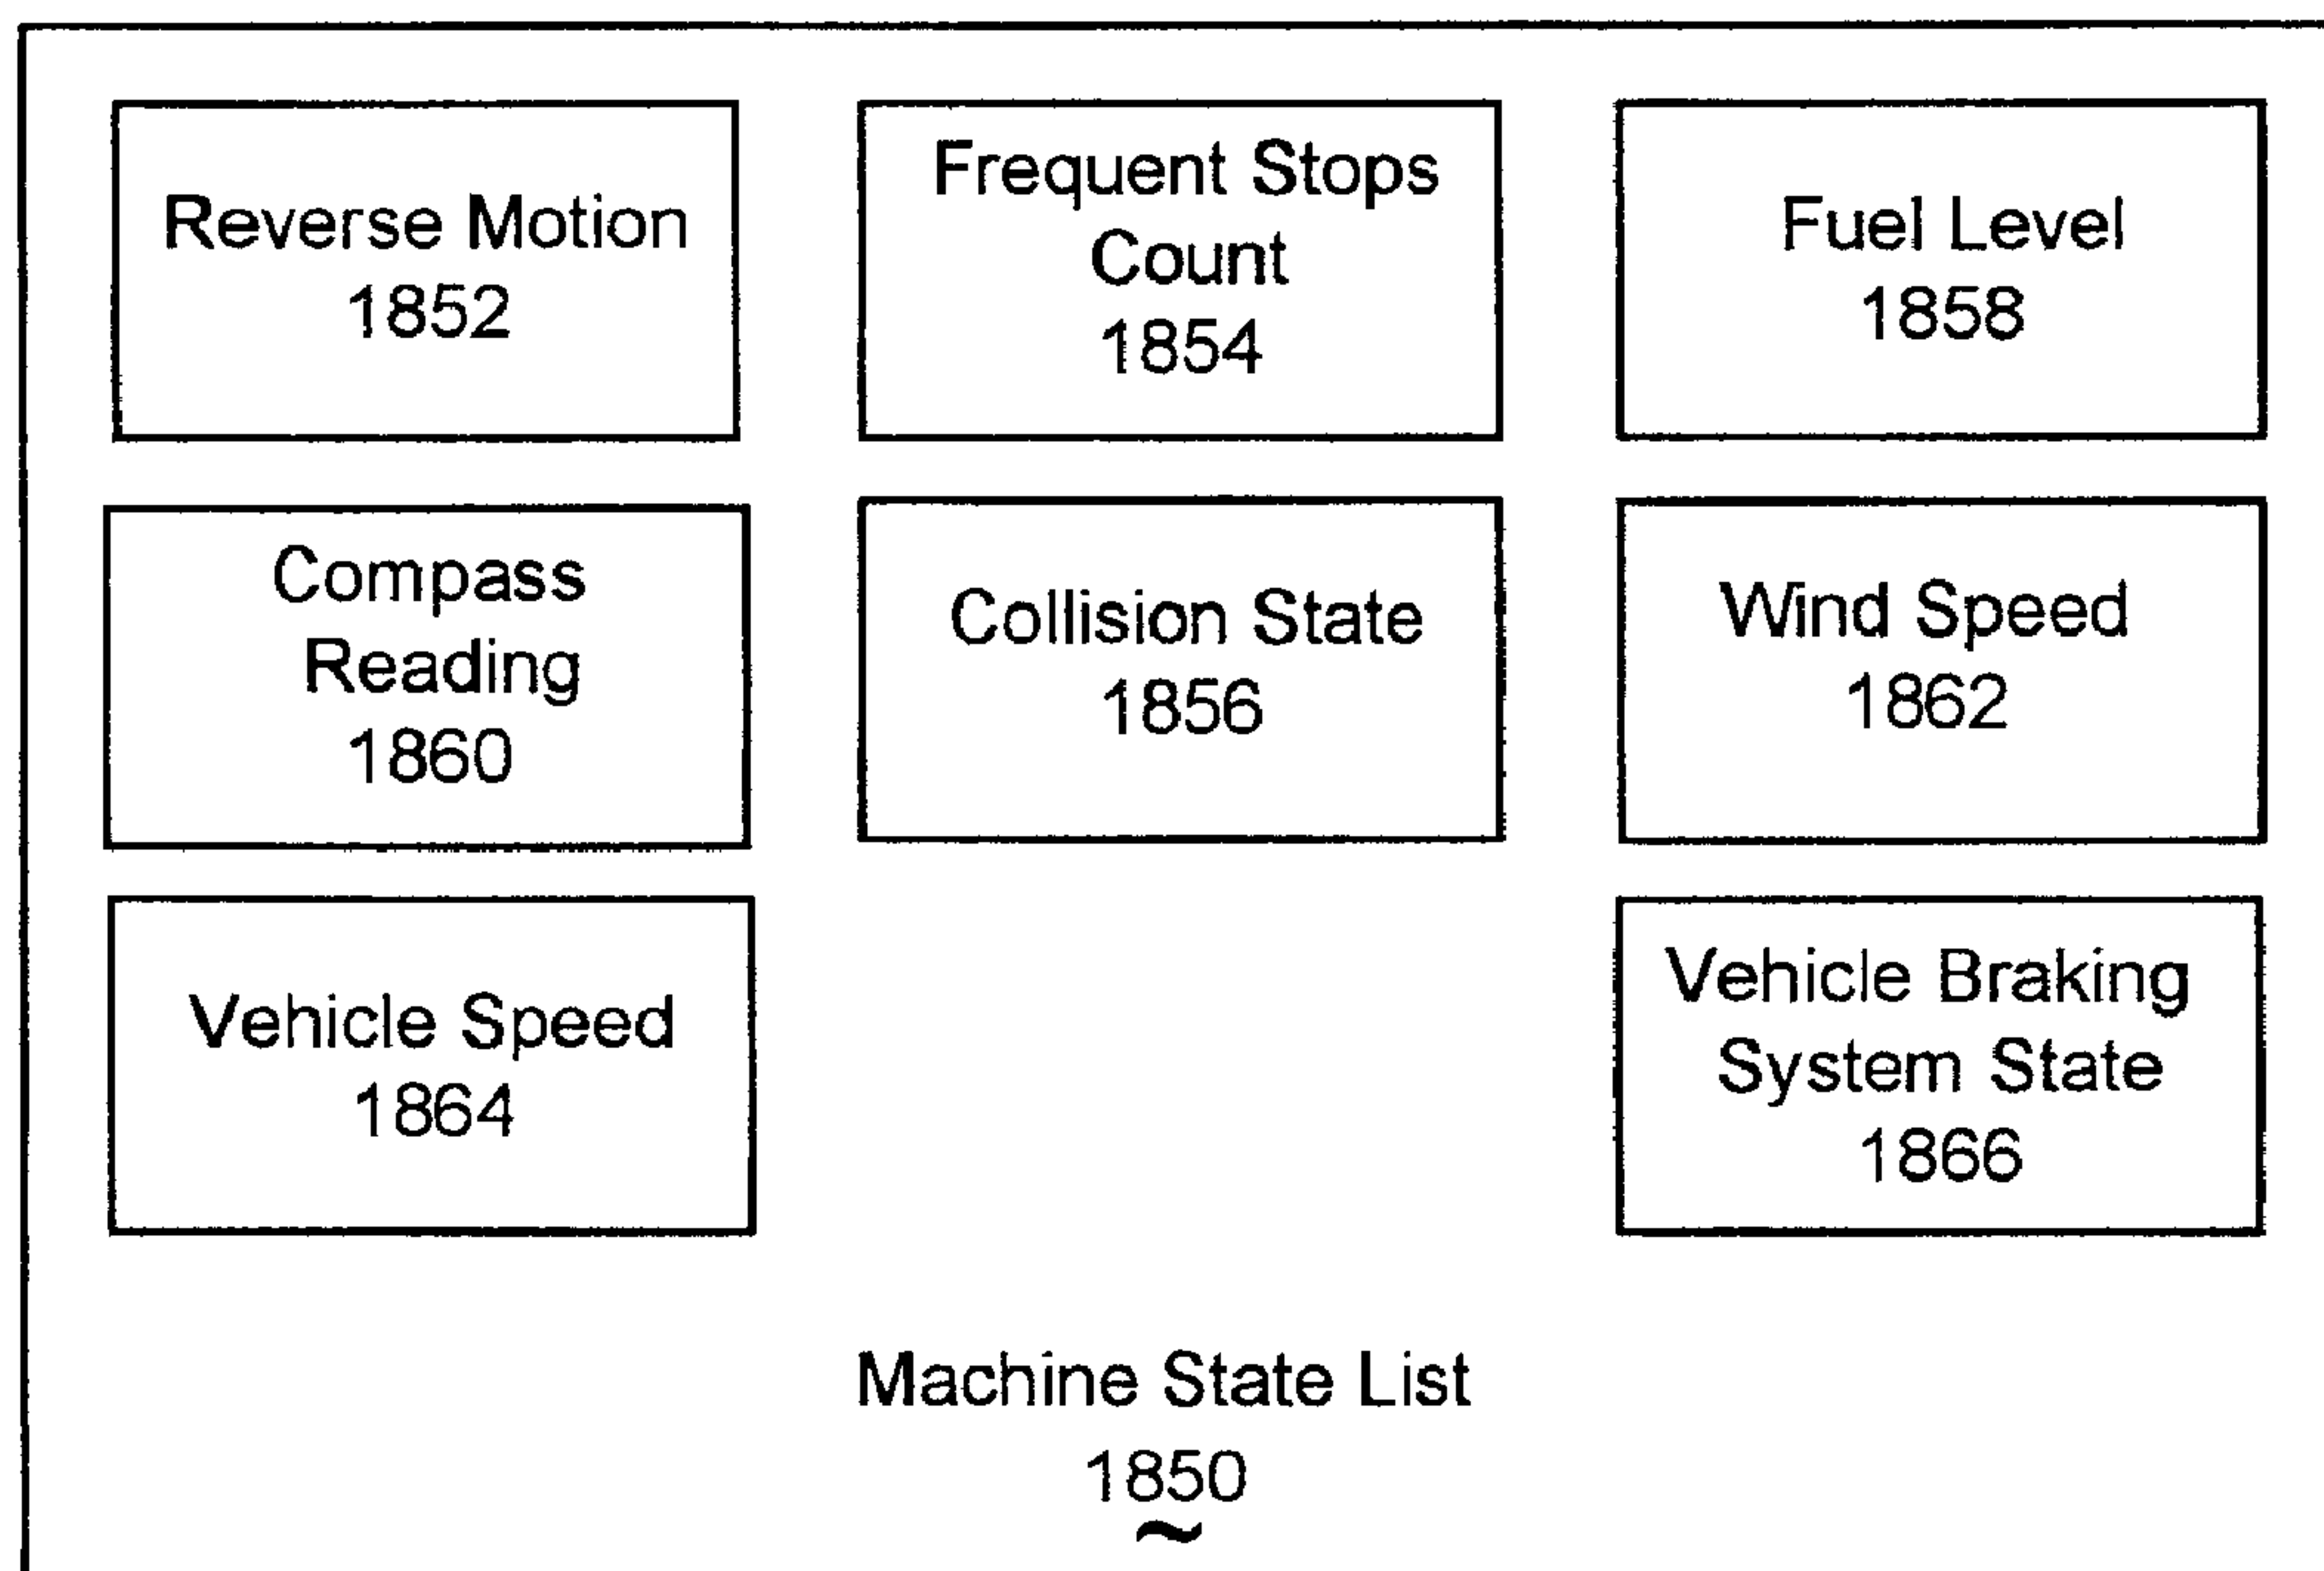 Reverse Motion
1852
Frequent Stops
Count
1854
Fuel Level
1858
Compass
Reading
1860
Collision State
1856
Wind Speed
1862
Vehicle Speed
1864
Vehicle Braking
System State
1866
Machine State List
1850
~